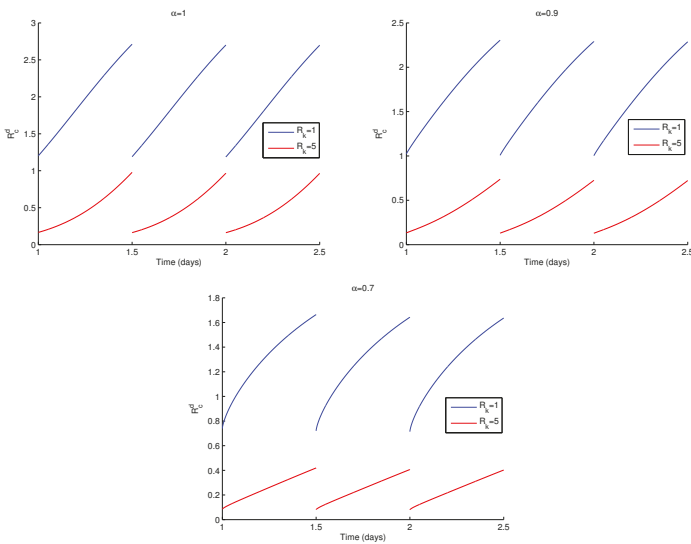 α=1
3
2.5
2
1.5
1
0.5
0
R_c^d
R_k=1
R_k=5
1 1.5 2 2.5
Time (days)
α=0.9
2.5
2
1.5
1
0.5
0
R_c^d
R_k=1
R_k=5
1 1.5 2 2.5
Time (days)
α=0.7
1.8
1.6
1.4
1.2
1
0.8
0.6
0.4
0.2
0
R_c^d
R_k=1
R_k=5
1 1.5 2 2.5
Time (days)